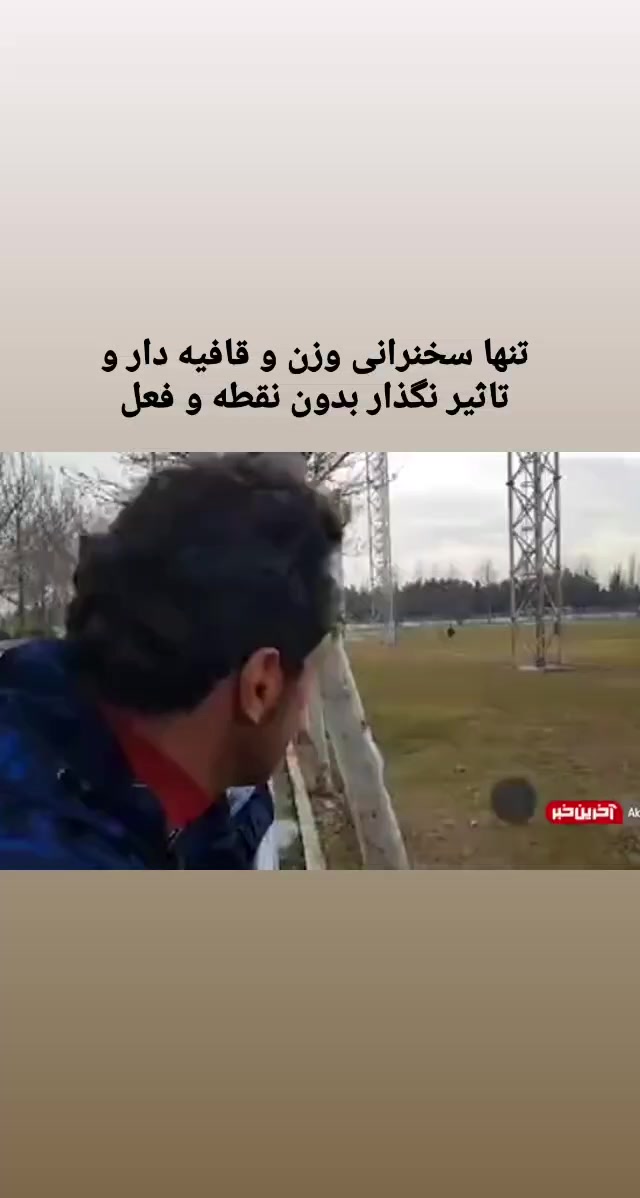 تنها سخنرانی وزن و قافیه دار و
تاثیر نگذار بدون نقطه و فعل
آخرین خبر
Ak